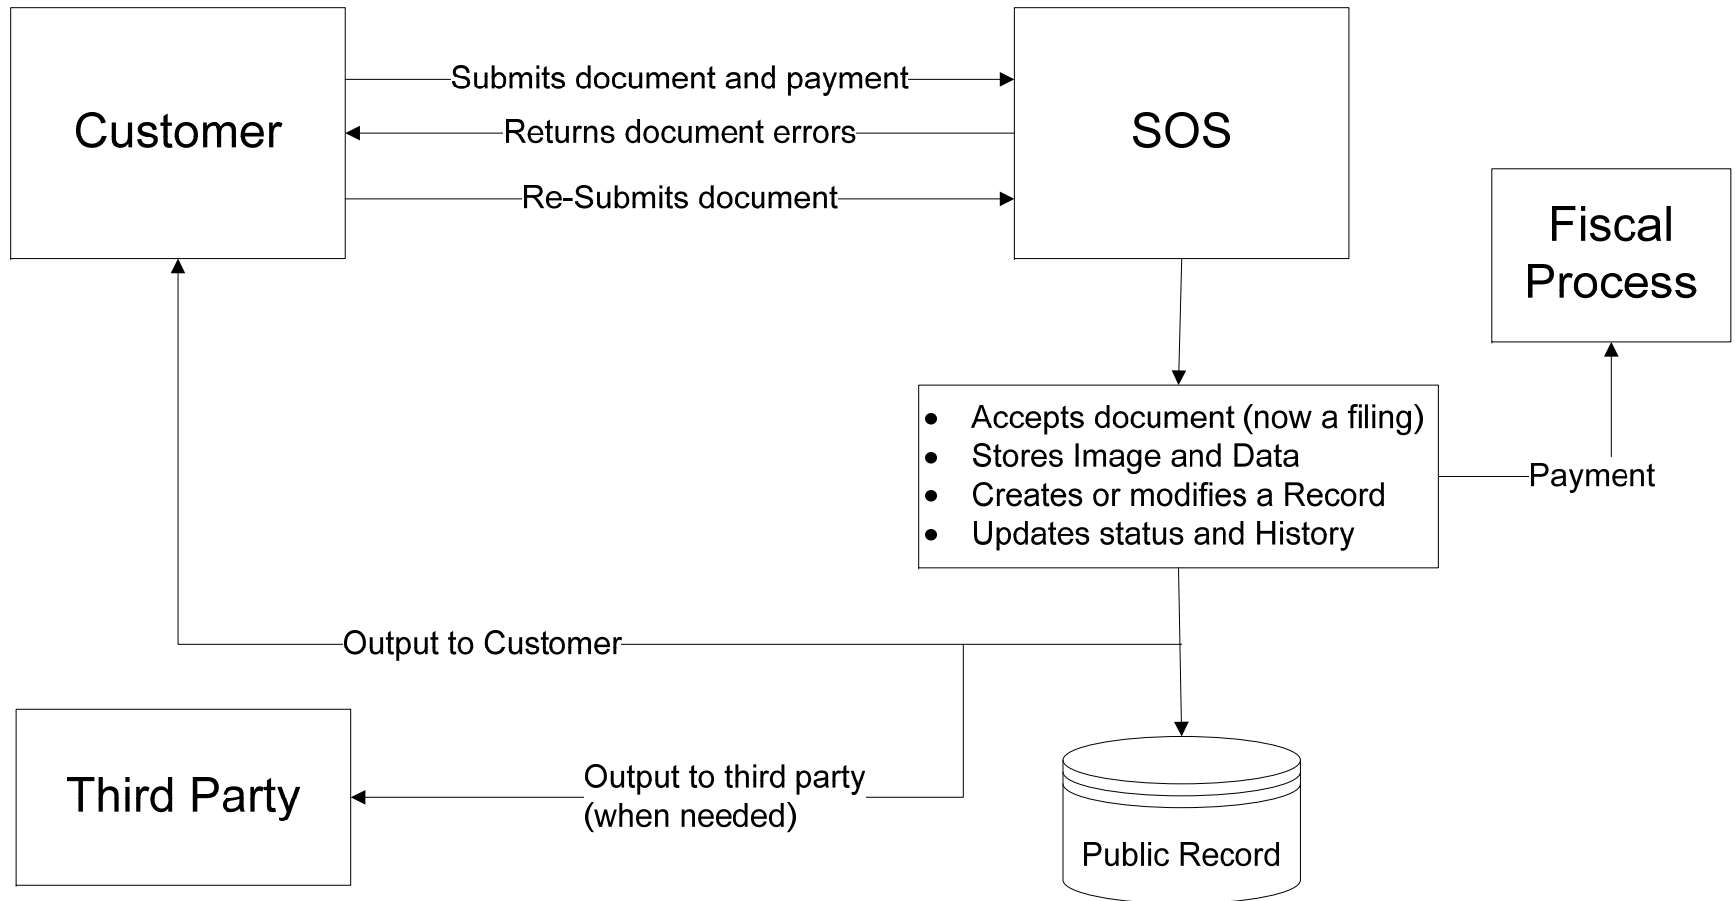 Customer
Submits document and payment
Returns document errors
Re-Submits document
SOS
Fiscal
Process
• Accepts document (now a filing)
• Stores Image and Data
• Creates or modifies a Record
• Updates status and History
Payment
Output to Customer
Third Party
Output to third party
(when needed)
Public Record